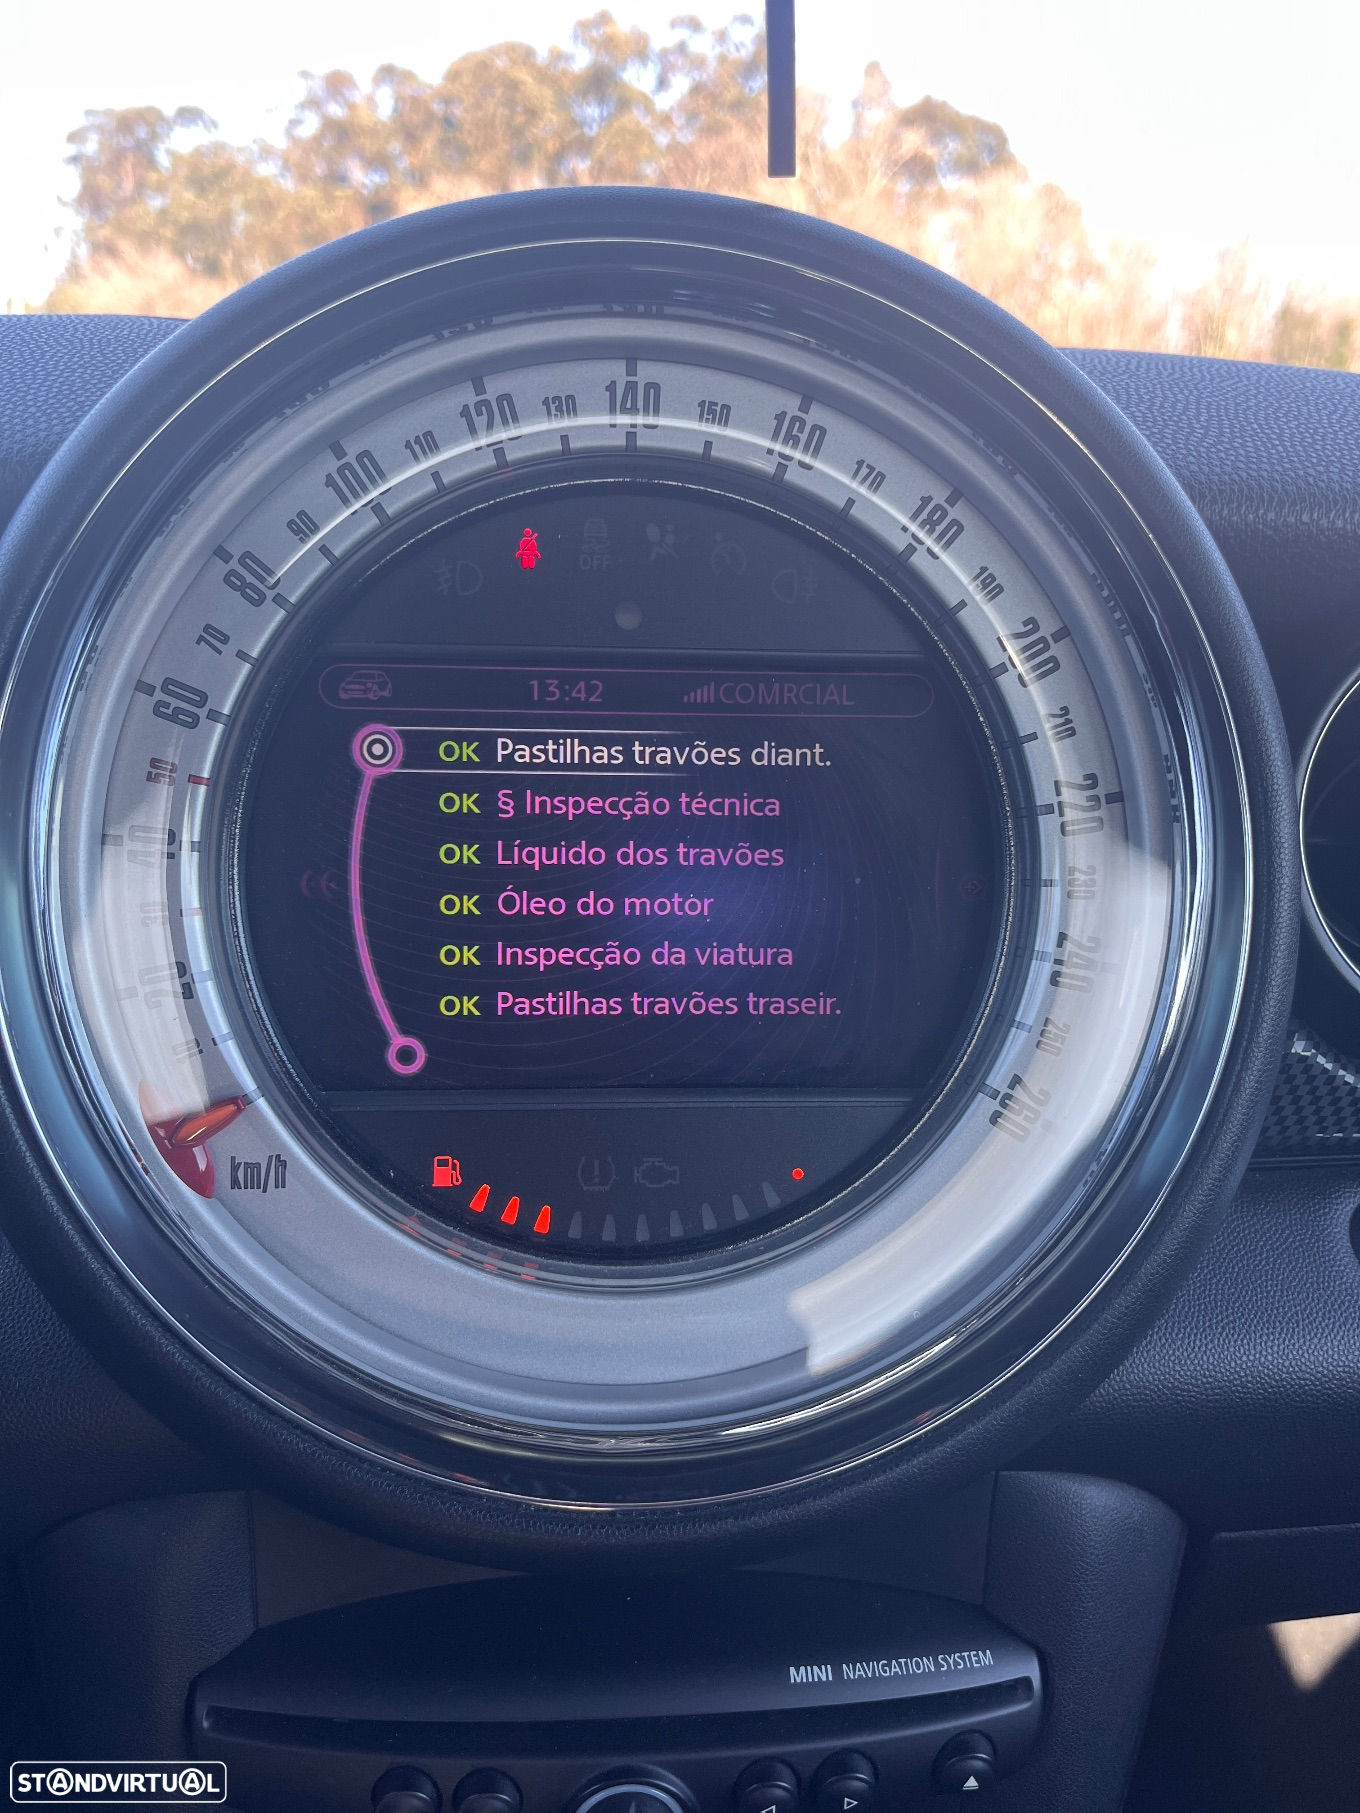 140
120 130 150 160
100 110 170
90 180
80 OFF 190
70 200
60 13:42 COMRCIAL
210
50 OK Pastilhas travões diant.
220
OK § Inspecção técnica
40 OK Líquido dos travões
230
OK Óleo do motor
240
20 OK Inspecção da viatura
OK Pastilhas travões traseir.
250
260
km/h
MINI NAVIGATION SYSTEM
STANDVIRTUAL